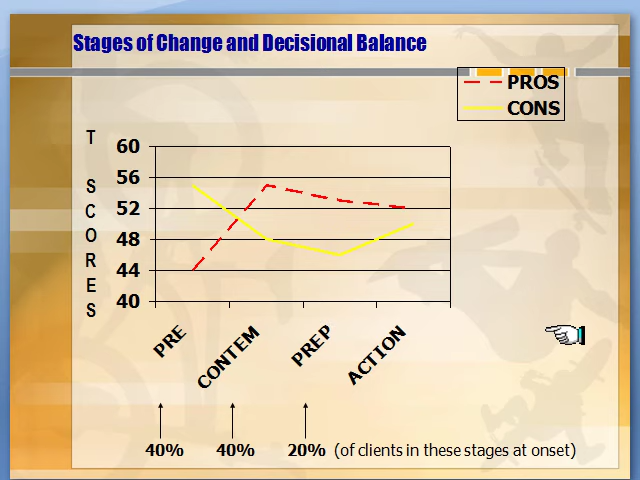 Stages of Change and Decisional Balance
PROS
CONS
T SCORES
60
56
52
48
44
40
PRE
CONTEM
PREP
ACTION
40% 40% 20% (of clients in these stages at onset)